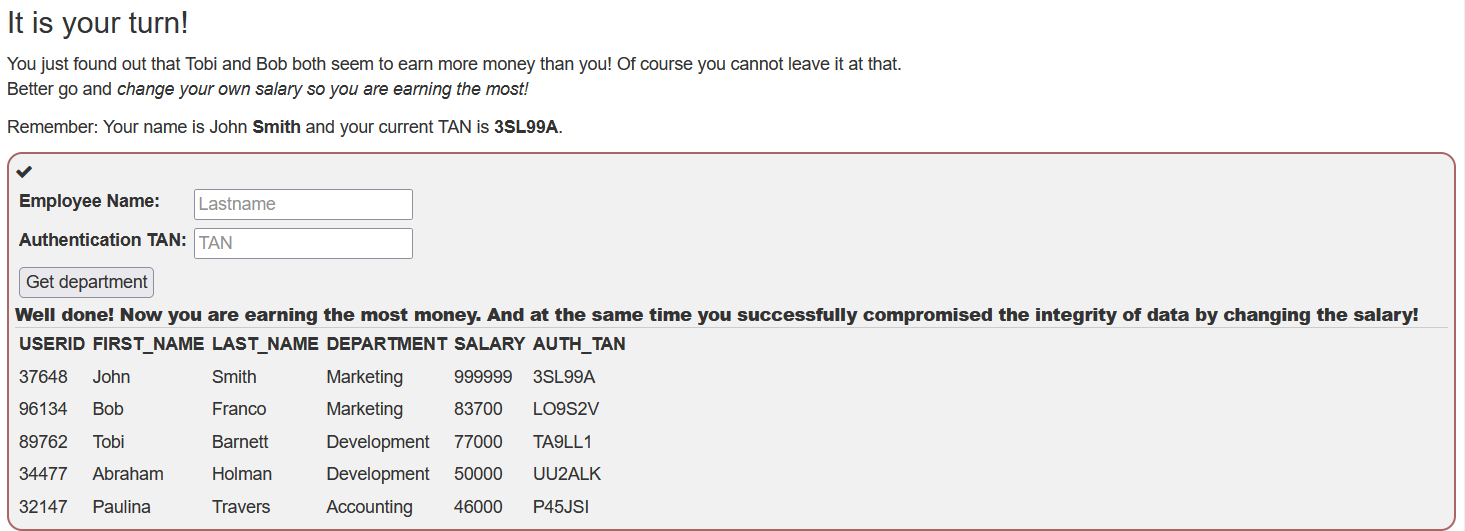 It is your turn!
You just found out that Tobi and Bob both seem to earn more money than you! Of course you cannot leave it at that.
Better go and change your own salary so you are earning the most!
Remember: Your name is John Smith and your current TAN is 3SL99A.
Employee Name: Lastname
Authentication TAN: TAN
Get department
Well done! Now you are earning the most money. And at the same time you successfully compromised the integrity of data by changing the salary!
USERID FIRST_NAME LAST_NAME DEPARTMENT SALARY AUTH_TAN
37648 John Smith Marketing 999999 3SL99A
96134 Bob Franco Marketing 83700 LO9S2V
89762 Tobi Barnett Development 77000 TA9LL1
34477 Abraham Holman Development 50000 UU2ALK
32147 Paulina Travers Accounting 46000 P45JSI